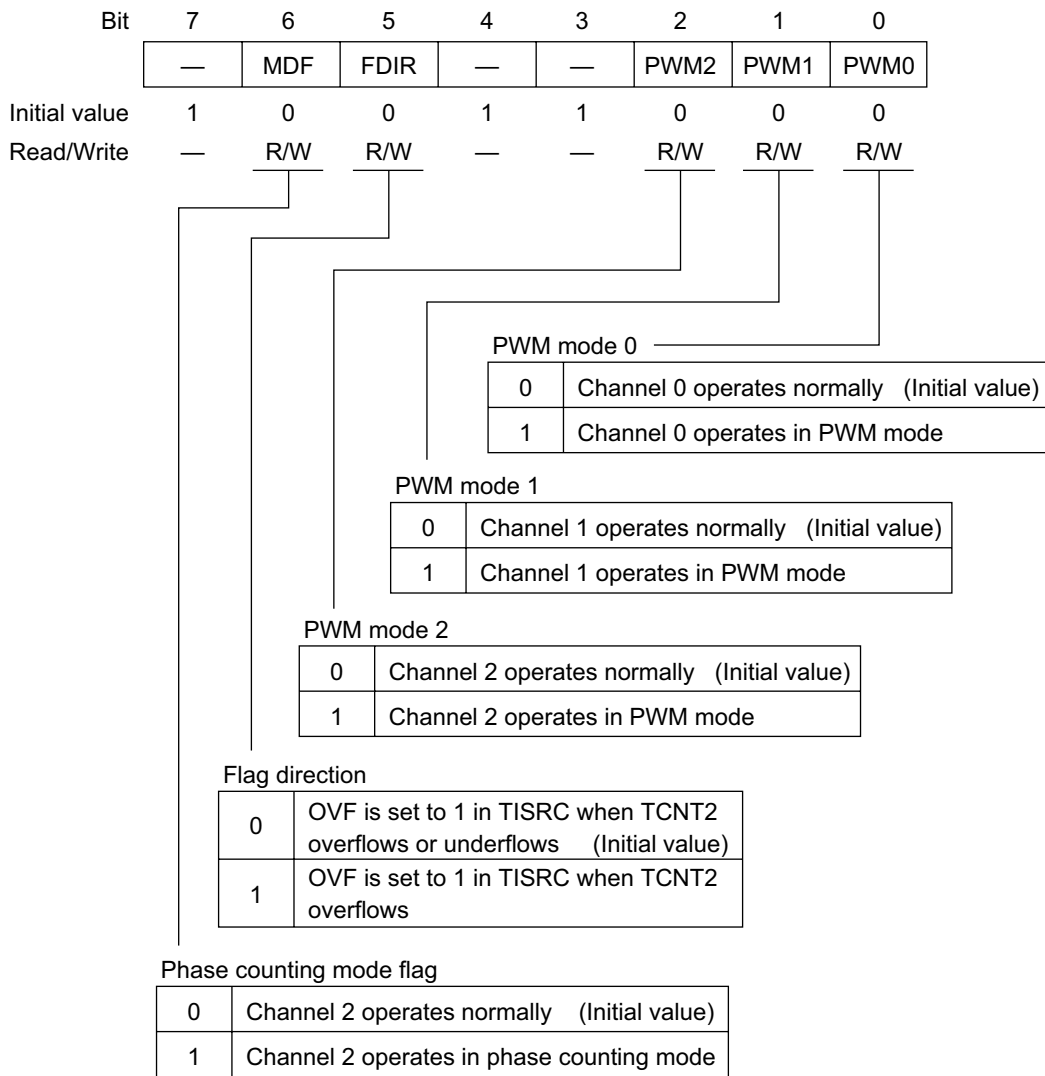 Bit 7 6 5 4 3 2 1 0
— MDF FDIR — — PWM2 PWM1 PWM0
Initial value 1 0 0 1 1 0 0 0
Read/Write — R/W R/W — — R/W R/W R/W
PWM mode 0
0 Channel 0 operates normally (Initial value)
1 Channel 0 operates in PWM mode
PWM mode 1
0 Channel 1 operates normally (Initial value)
1 Channel 1 operates in PWM mode
PWM mode 2
0 Channel 2 operates normally (Initial value)
1 Channel 2 operates in PWM mode
Flag direction
0 OVF is set to 1 in TISRC when TCNT2
overflows or underflows (Initial value)
1 OVF is set to 1 in TISRC when TCNT2
overflows
Phase counting mode flag
0 Channel 2 operates normally (Initial value)
1 Channel 2 operates in phase counting mode